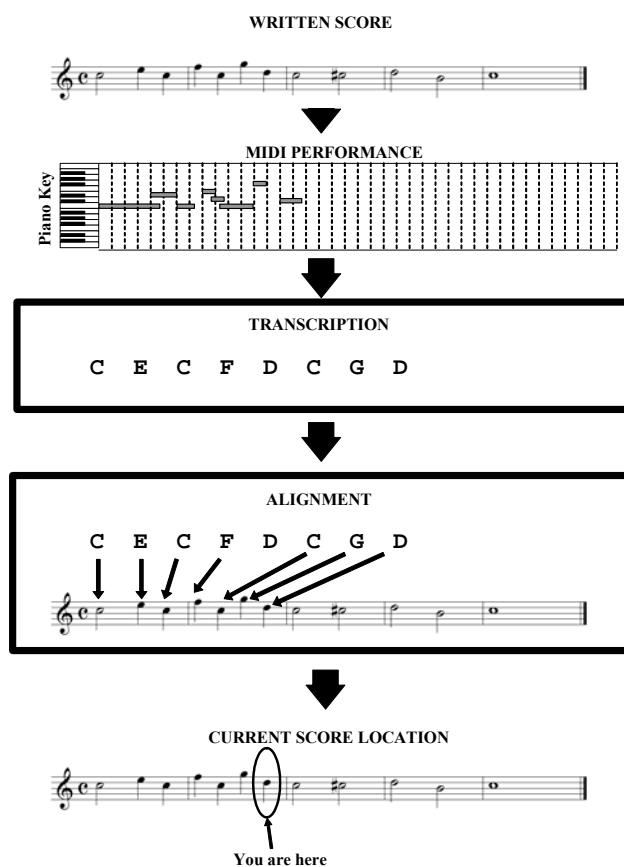 WRITTEN SCORE
MIDI PERFORMANCE
Piano Key
TRANSCRIPTION
C E C F D C G D
ALIGNMENT
C E C F D C G D
CURRENT SCORE LOCATION
You are here